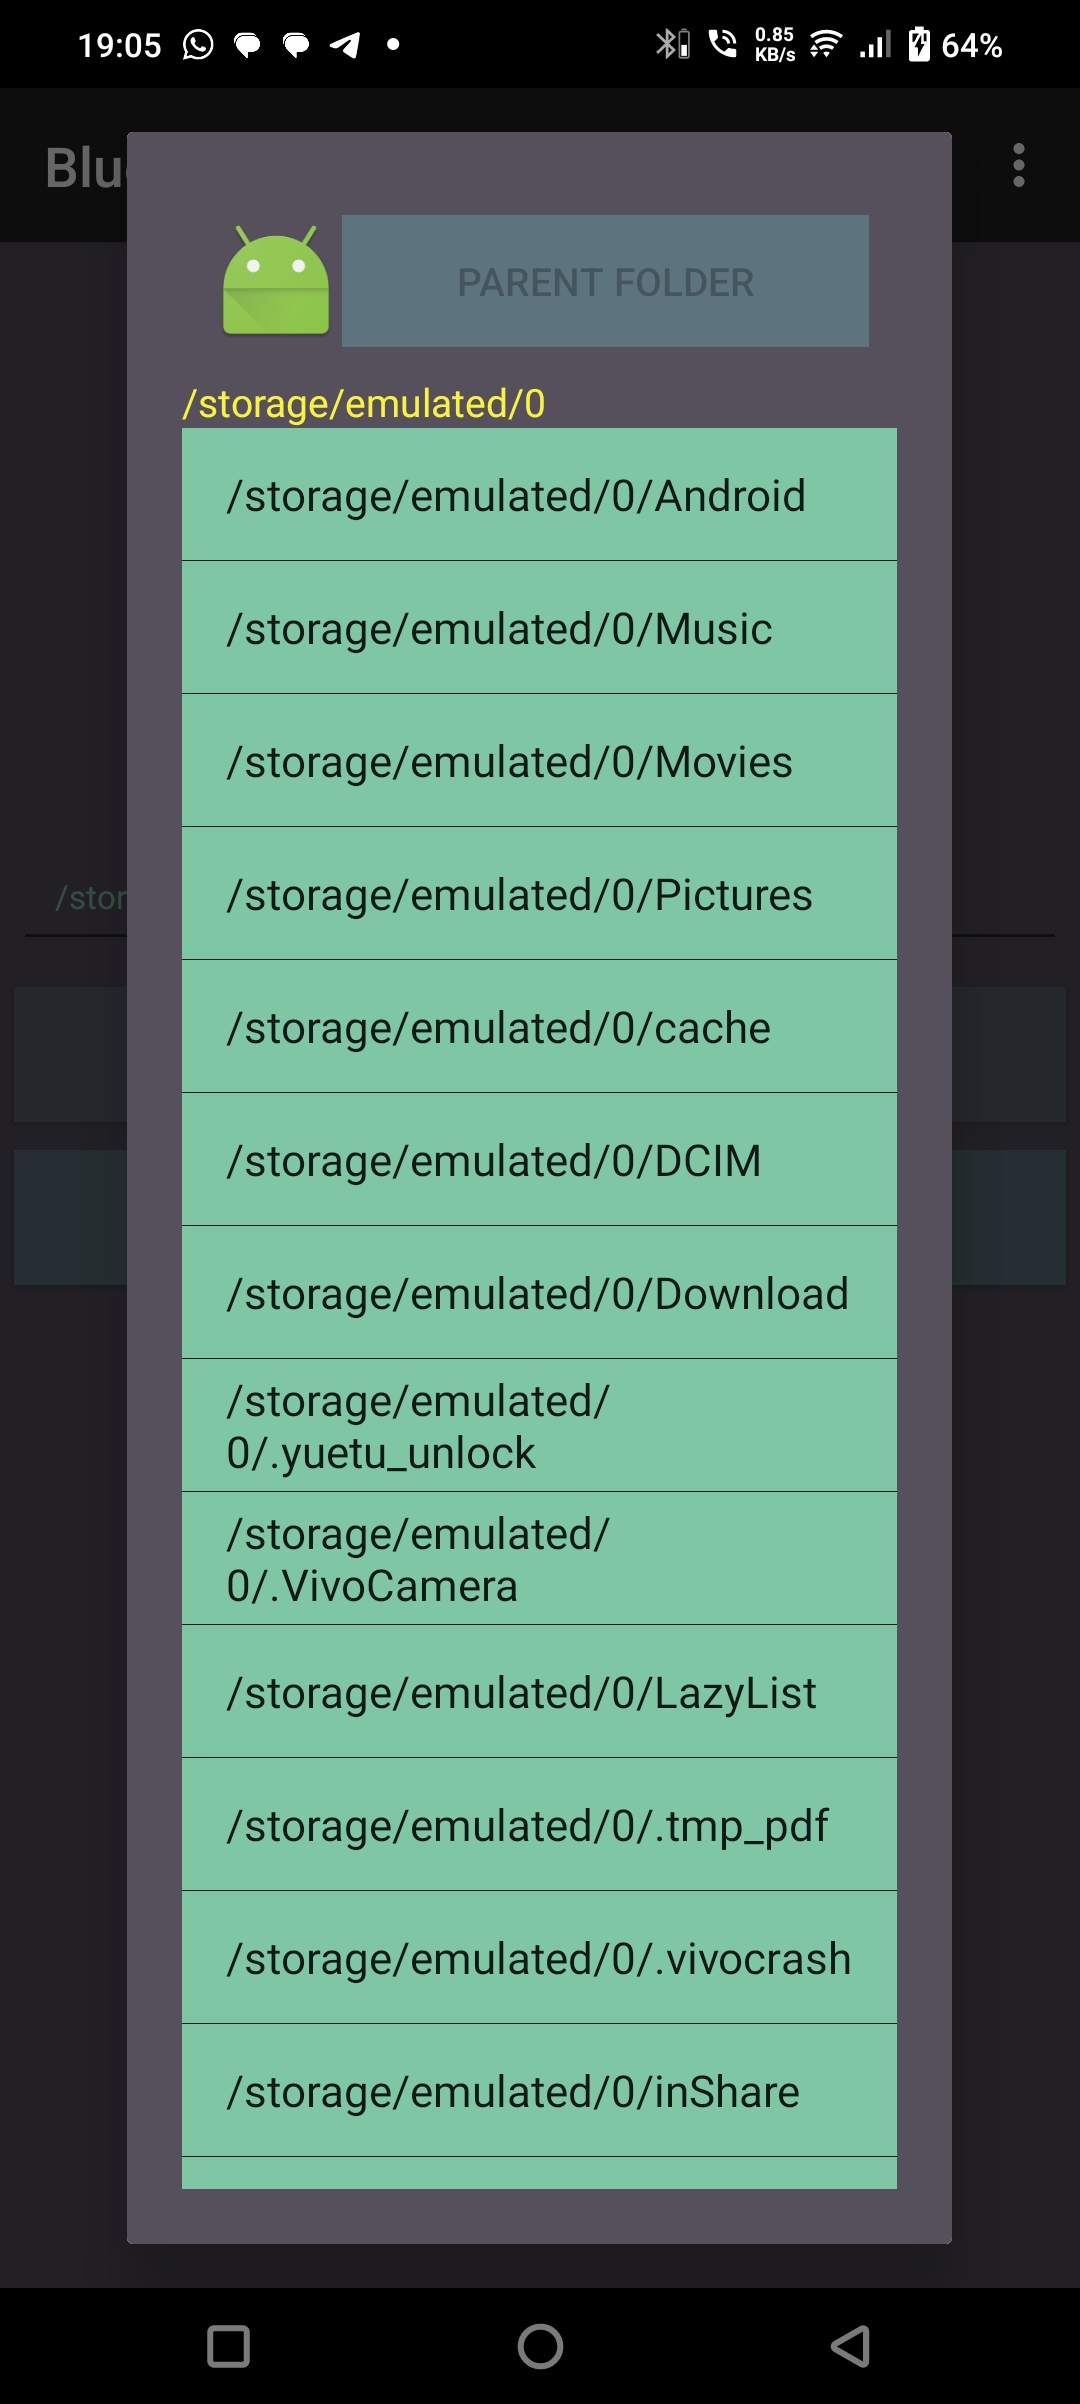 19:05
0.85
KB/s
64%
Blu
PARENT FOLDER
/storage/emulated/0
/storage/emulated/0/Android
/storage/emulated/0/Music
/storage/emulated/0/Movies
/storage/emulated/0/Pictures
/stor
/storage/emulated/0/cache
/storage/emulated/0/DCIM
/storage/emulated/0/Download
/storage/emulated/
0/.yuetu_unlock
/storage/emulated/
0/.VivoCamera
/storage/emulated/0/LazyList
/storage/emulated/0/.tmp_pdf
/storage/emulated/0/.vivocrash
/storage/emulated/0/inShare